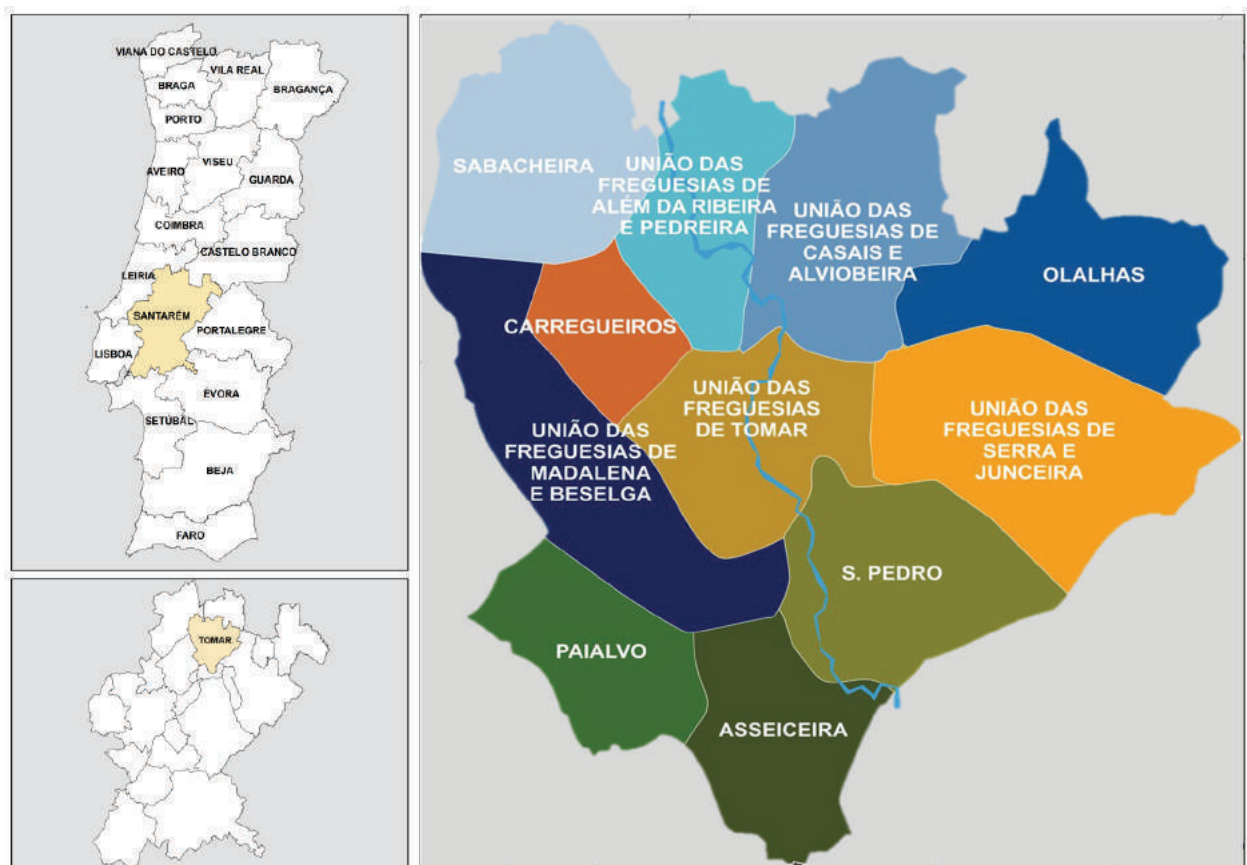 VIANA DO CASTELO
VILA REAL
BRAGA
BRAGANÇA
PORTO
VISEU
AVEIRO
GUARDA
COIMBRA
CASTELO BRANCO
LEIRIA
SANTARÉM
PORTALEGRE
LISBOA
ÉVORA
SETÚBAL
BEJA
FARO
TOMAR
SABACHEIRA
UNIÃO DAS
FREGUESIAS DE
ALÉM DA RIBEIRA
E PEDREIRA
UNIÃO DAS
FREGUESIAS DE
CASAIS E
ALVIOBEIRA
OLALHAS
CARREGUEIROS
UNIÃO DAS
FREGUESIAS
DE TOMAR
UNIÃO DAS
FREGUESIAS DE
MADALENA
E BESELGA
UNIÃO DAS
FREGUESIAS DE
SERRA E
JUNCEIRA
S. PEDRO
PAIALVO
ASSEICEIRA